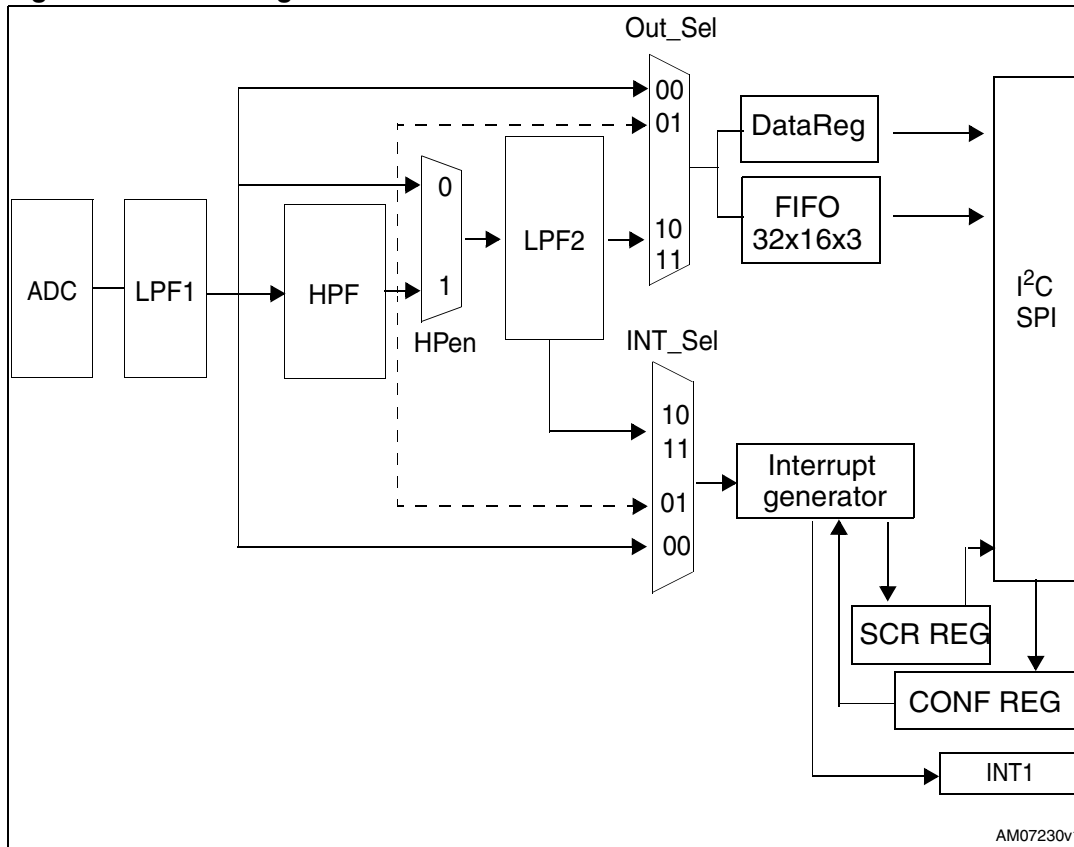 Out_Sel
00
01
10
11
DataReg
FIFO
32x16x3
I²C
SPI
ADC
LPF1
HPF
0
1
HPen
LPF2
INT_Sel
10
11
01
00
Interrupt
generator
SCR REG
CONF REG
INT1